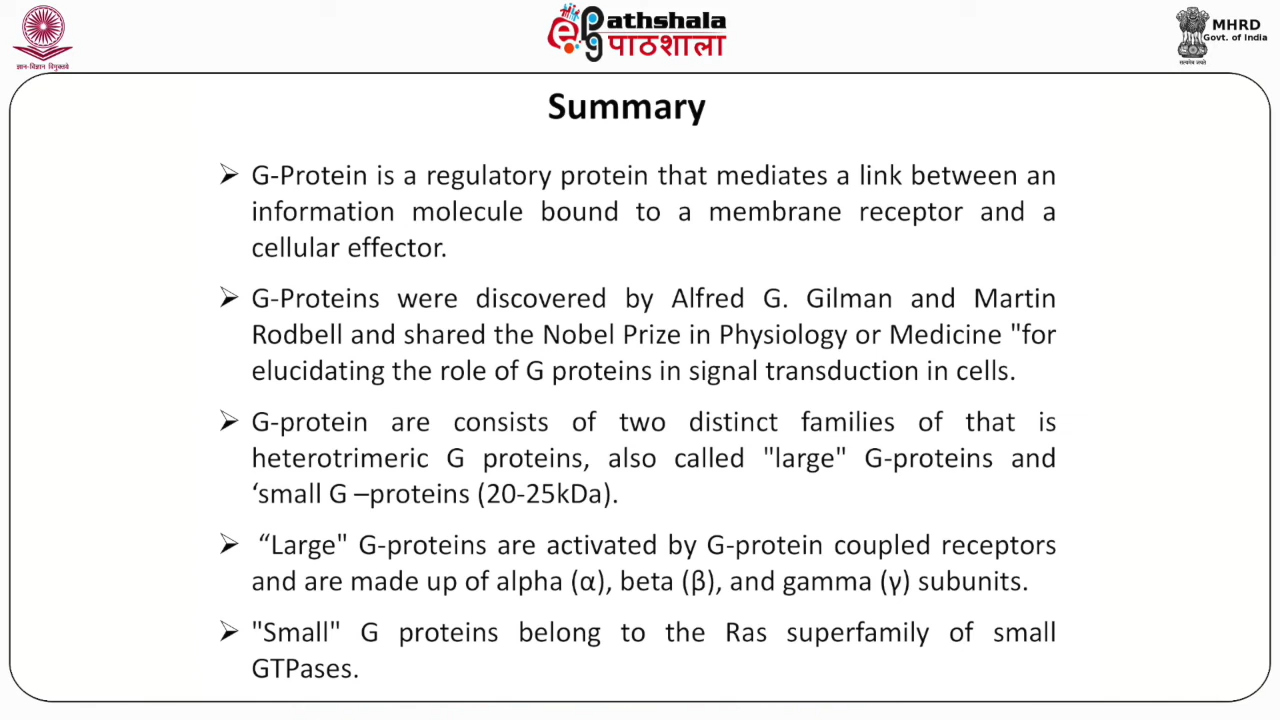 ज्ञान-विज्ञान विमुक्तये
ePathshala
पाठशाला
MHRD
Govt. of India
सत्यमेव जयते
Summary
➢ G-Protein is a regulatory protein that mediates a link between an
information molecule bound to a membrane receptor and a
cellular effector.
➢ G-Proteins were discovered by Alfred G. Gilman and Martin
Rodbell and shared the Nobel Prize in Physiology or Medicine "for
elucidating the role of G proteins in signal transduction in cells.
➢ G-protein are consists of two distinct families of that is
heterotrimeric G proteins, also called "large" G-proteins and
‘small G –proteins (20-25kDa).
➢ “Large" G-proteins are activated by G-protein coupled receptors
and are made up of alpha (α), beta (β), and gamma (γ) subunits.
➢ "Small" G proteins belong to the Ras superfamily of small
GTPases.